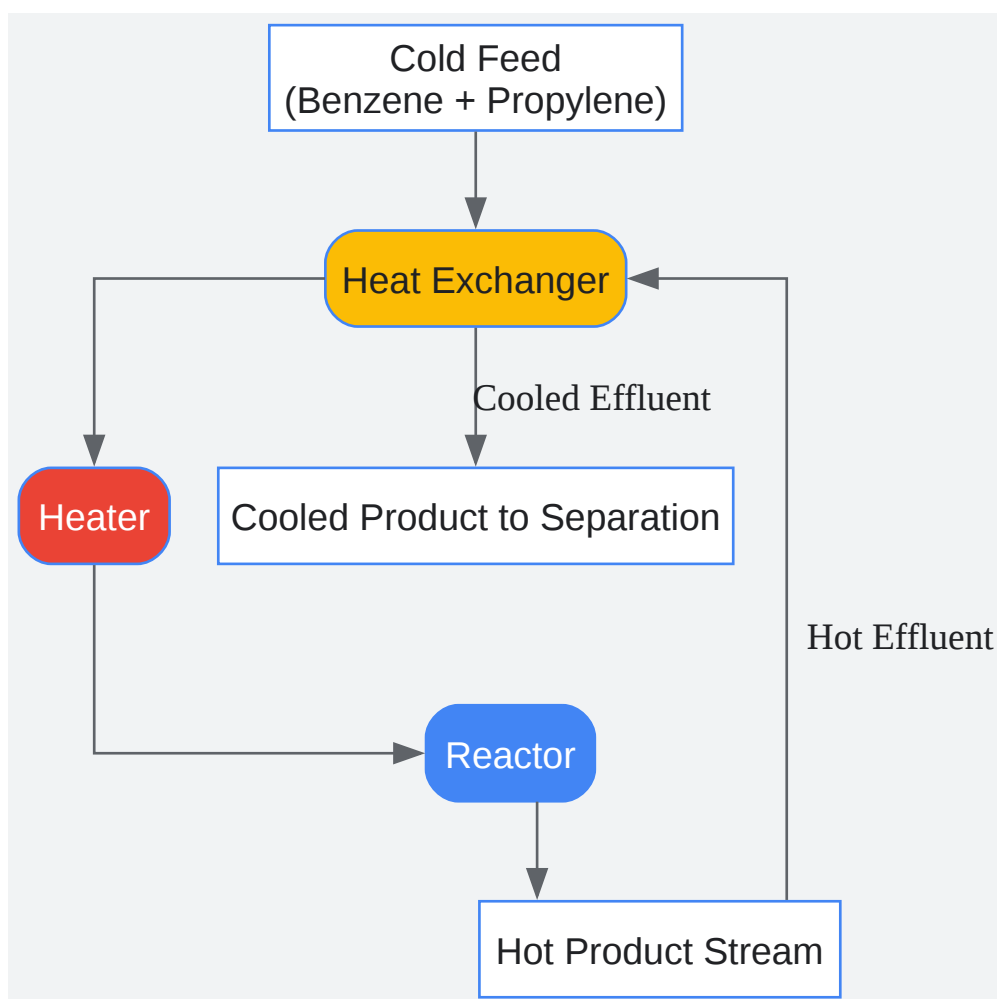 Cold Feed
(Benzene + Propylene)
Heat Exchanger
Cooled Effluent
Heater
Cooled Product to Separation
Hot Effluent
Reactor
Hot Product Stream